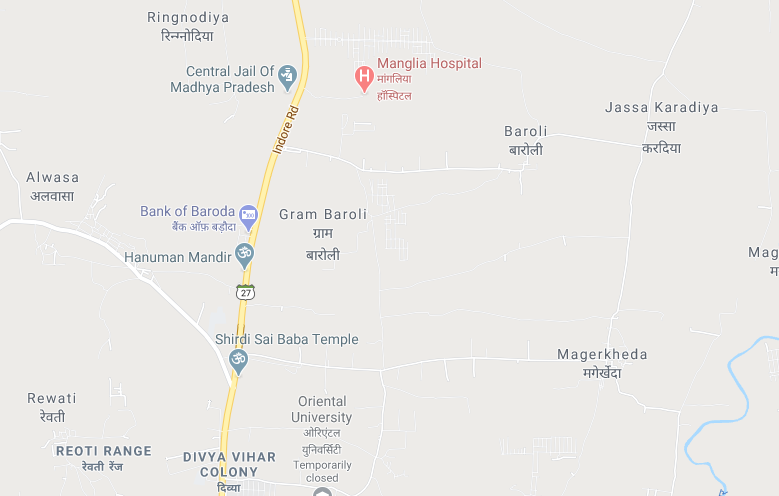 Ringnodiya
रिन्नोदिया
Central Jail Of
Madhya Pradesh
Manglia Hospital
मांगलिया
हॉस्पिटल
Indore Rd
Jassa Karadiya
जस्सा
करदिया
Baroli
बारोली
Alwasa
अलवासा
Bank of Baroda
बैंक ऑफ़ बड़ौदा
Gram Baroli
ग्राम
बारोली
Hanuman Mandir
Mag
म
27
Shirdi Sai Baba Temple
Magerkheda
मगेर्खेदा
Rewati
रेवती
Oriental
University
ओरिएंटल
युनिवर्सिटी
Temporarily
closed
REOTI RANGE
रेवती रेंज
DIVYA VIHAR
COLONY
दिव्या